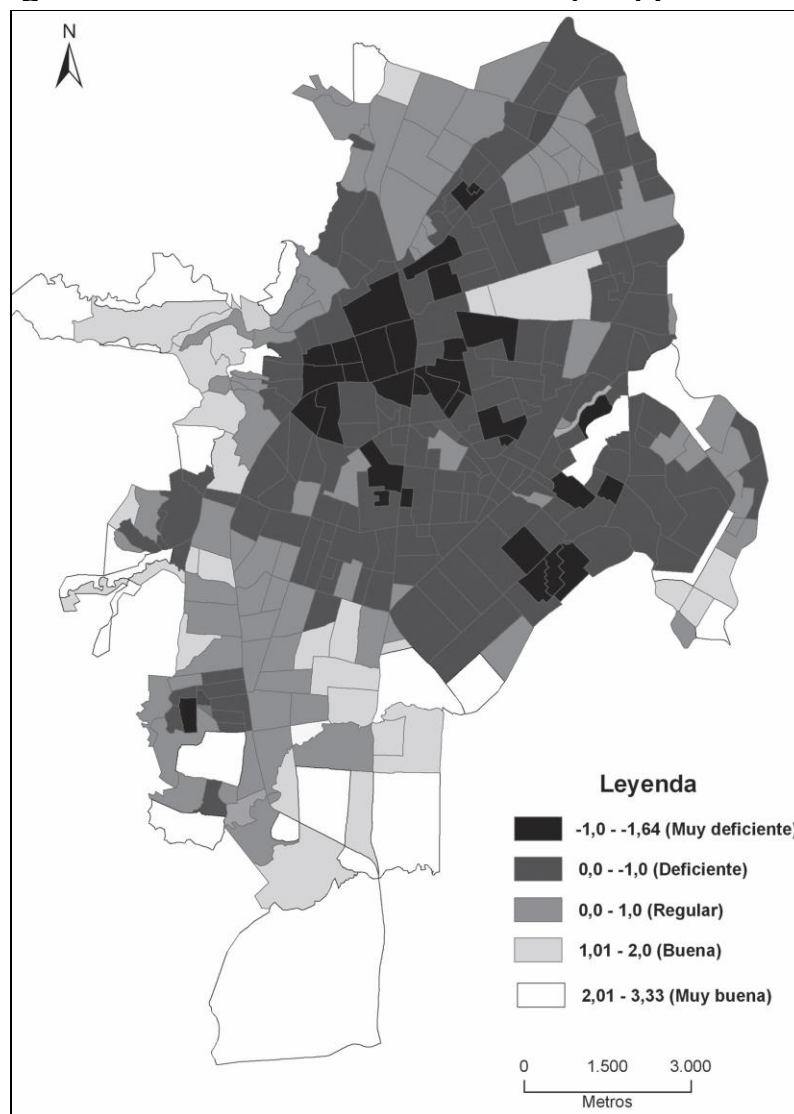 N
Leyenda
-1,0 - -1,64 (Muy deficiente)
0,0 - -1,0 (Deficiente)
0,0 - 1,0 (Regular)
1,01 - 2,0 (Buena)
2,01 - 3,33 (Muy buena)
0 1.500 3.000
Metros